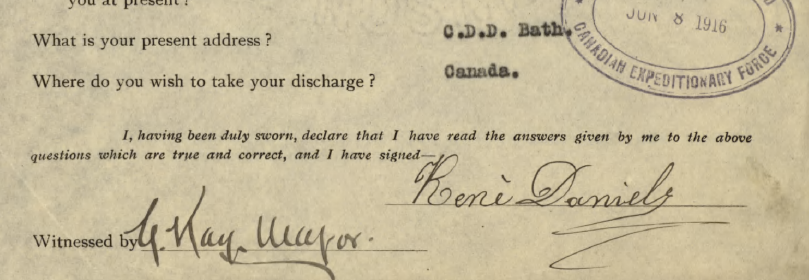 you at present?
What is your present address? C.D.D. Bath.
Where do you wish to take your discharge? Canada.
JUN 8 1916
CANADIAN EXPEDITIONARY FORCE
I, having been duly sworn, declare that I have read the answers given by me to the above
questions which are true and correct, and I have signed—
Renè Daniels
Witnessed by G. Kay. Major.